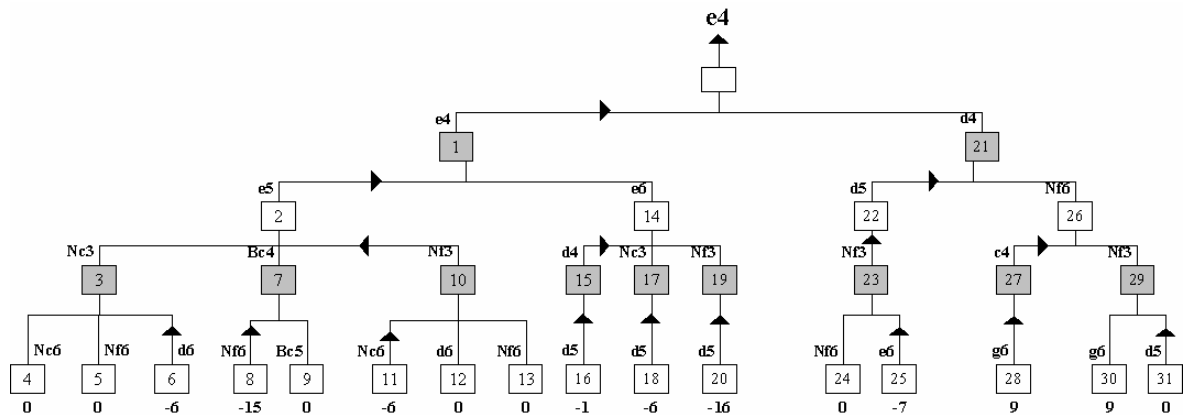 e4
e4 d4
1 21
e5 e6 d5 Nf6
2 14 22 26
Nc3 Bc4 Nf3 d4 Nc3 Nf3 Nf3 c4 Nf3
3 7 10 15 17 19 23 27 29
Nc6 Nf6 d6 Nf6 Bc5 Nc6 d6 Nf6 d5 d5 d5 Nf6 e6 g6 g6 d5
4 5 6 8 9 11 12 13 16 18 20 24 25 28 30 31
0 0 -6 -15 0 -6 0 0 -1 -6 -16 0 -7 9 9 0